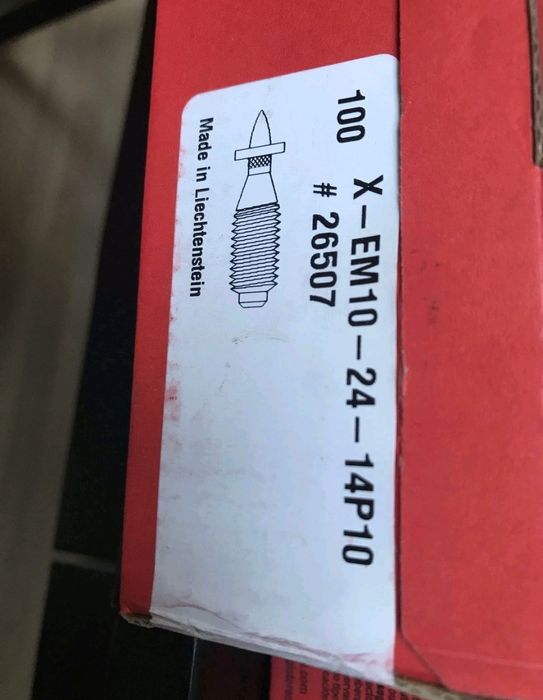 100 X-EM10-24-14P10
# 26507
Made in Liechtenstein